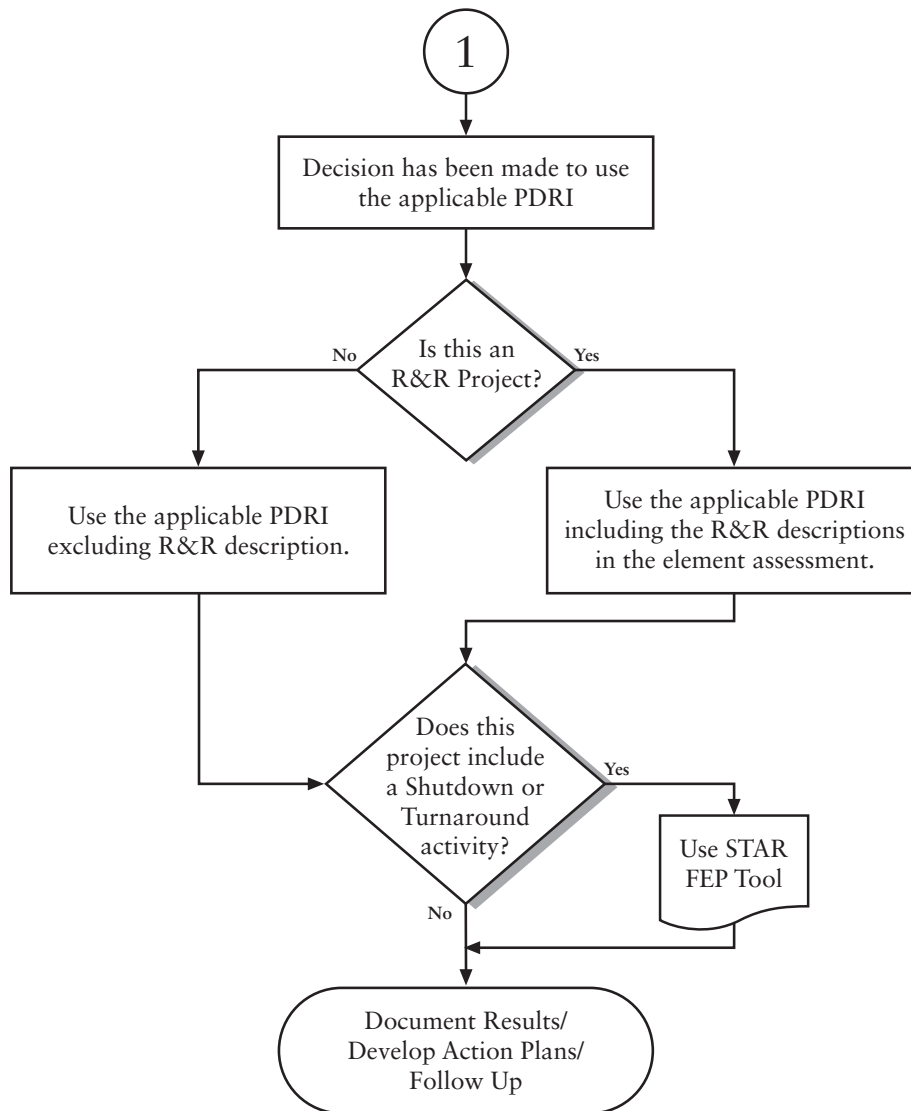 1
Decision has been made to use
the applicable PDRI
Is this an
R&R Project?
No
Yes
Use the applicable PDRI
excluding R&R description.
Use the applicable PDRI
including the R&R descriptions
in the element assessment.
Does this
project include
a Shutdown or
Turnaround
activity?
Yes
No
Use STAR
FEP Tool
Document Results/
Develop Action Plans/
Follow Up